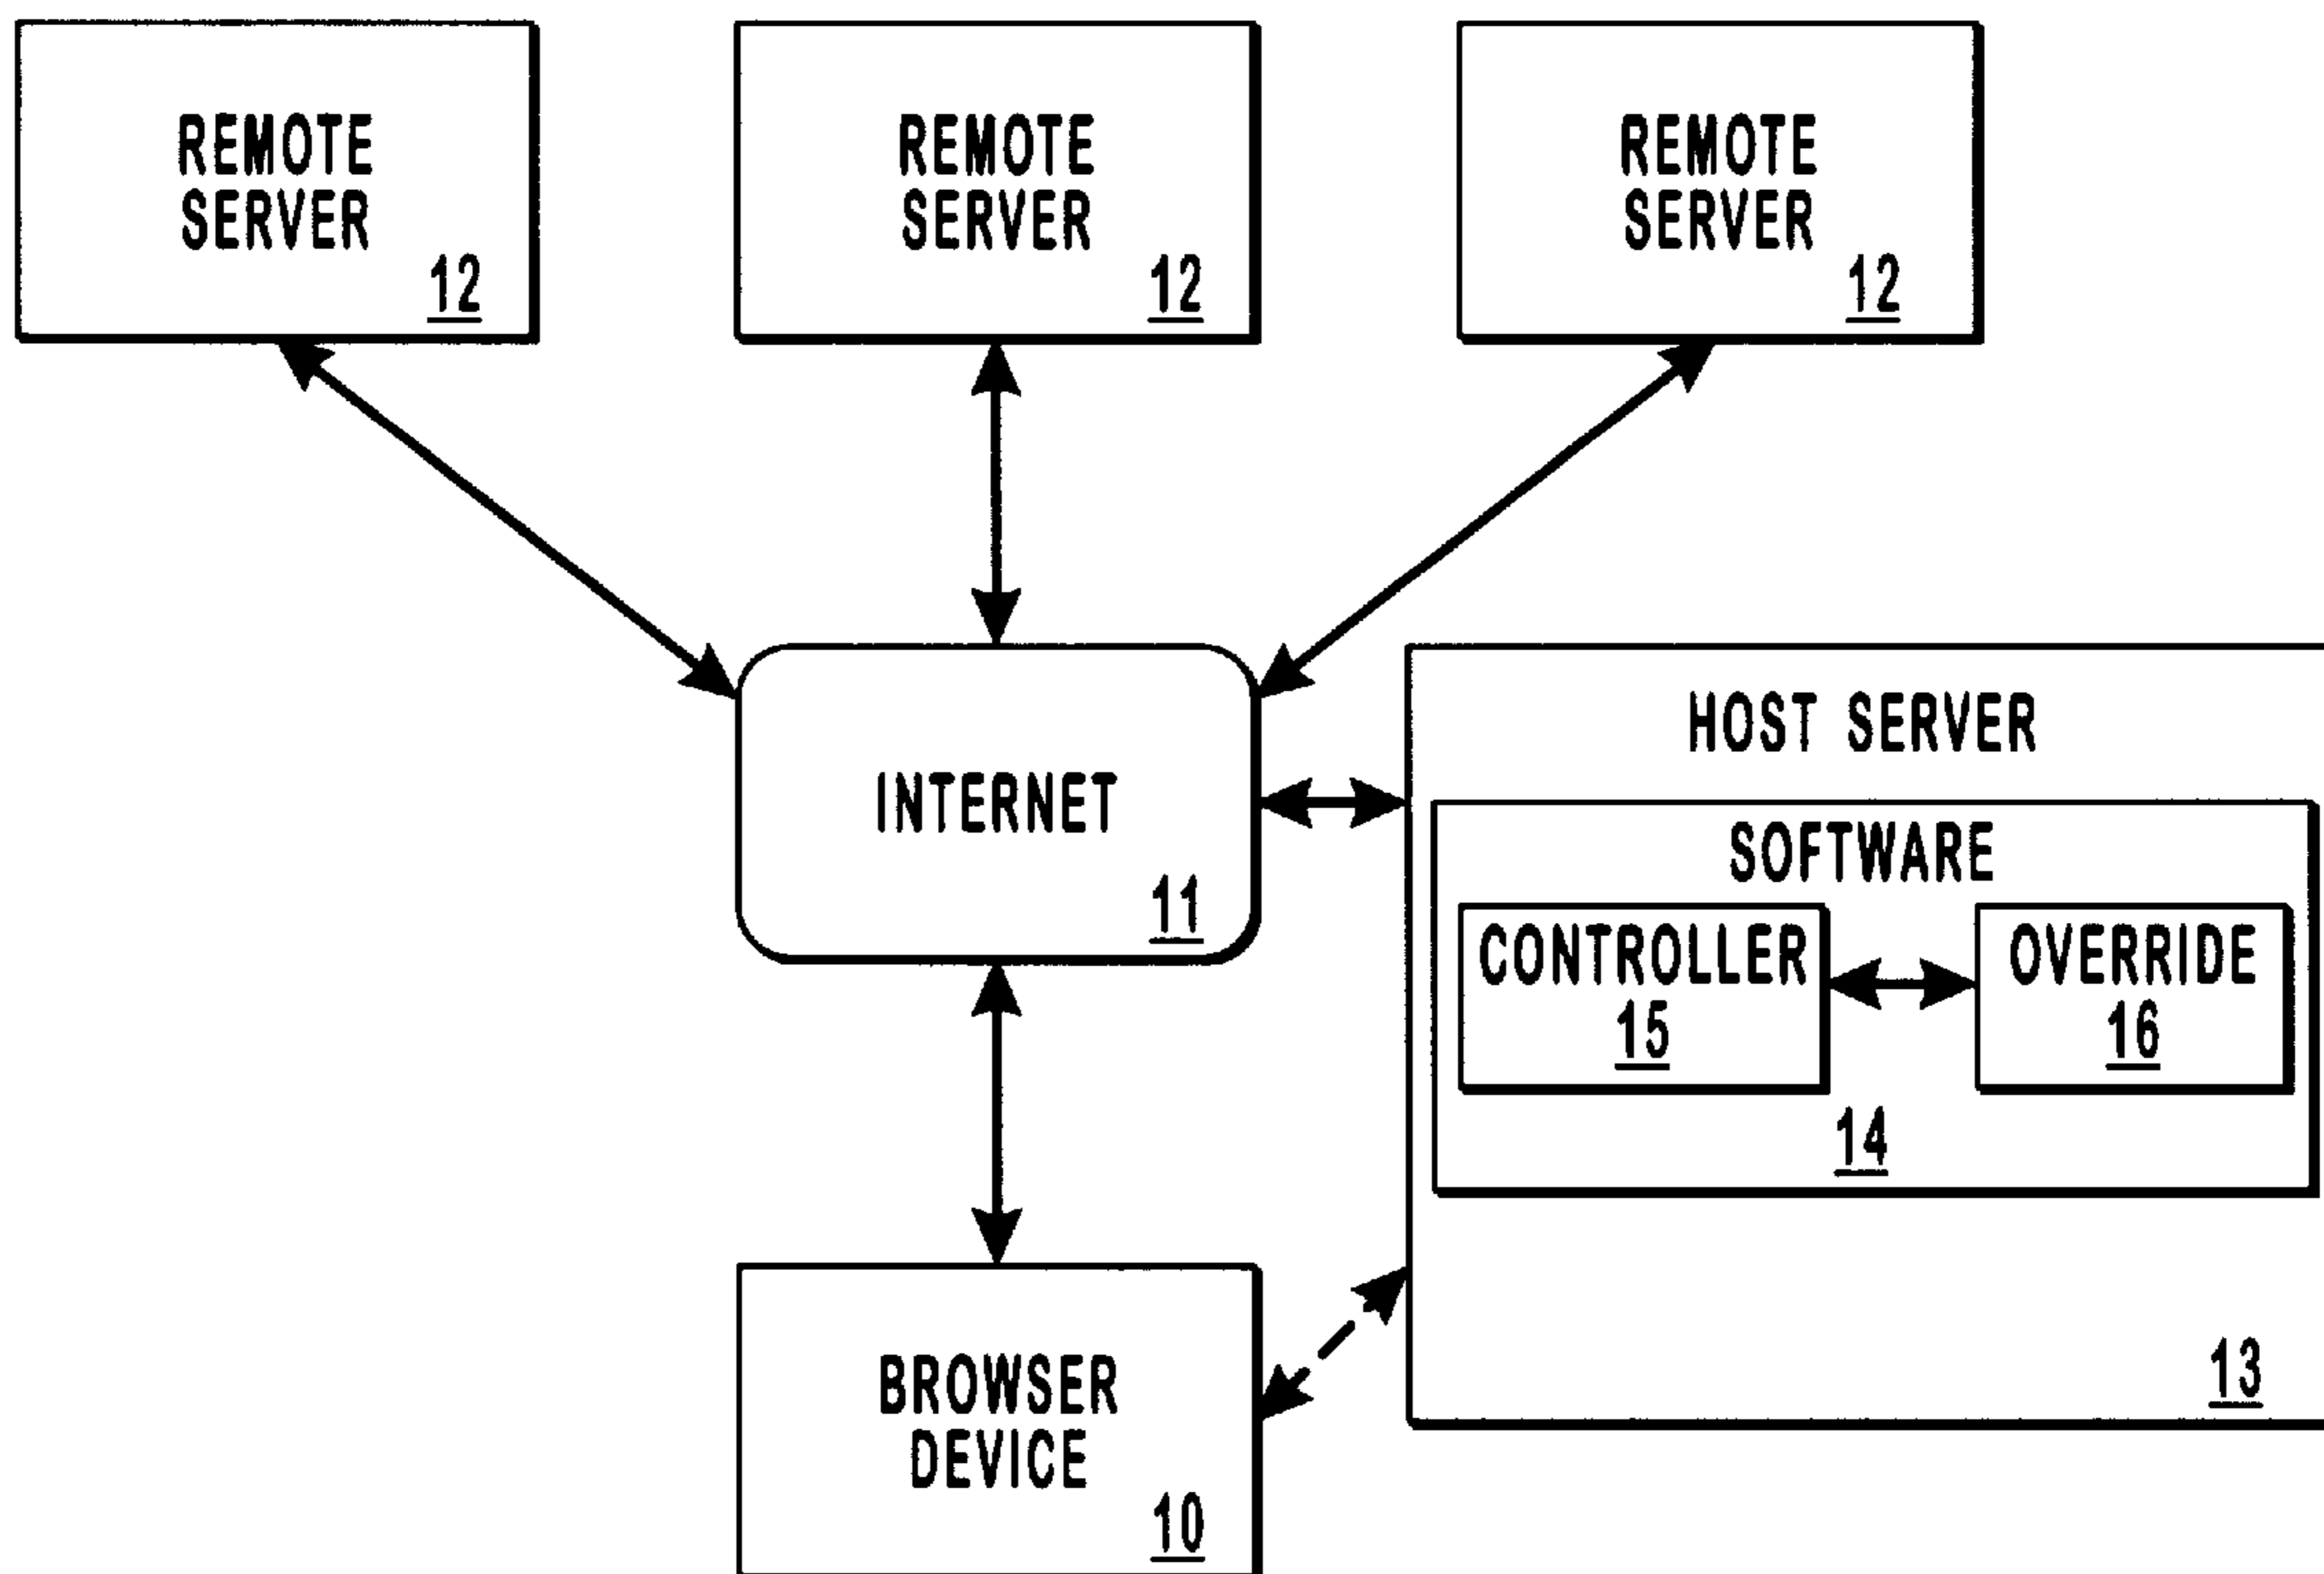 REMOTE
SERVER
12
REMOTE
SERVER
12
REMOTE
SERVER
12
INTERNET
11
HOST SERVER
SOFTWARE
CONTROLLER
15
OVERRIDE
16
14
13
BROWSER
DEVICE
10